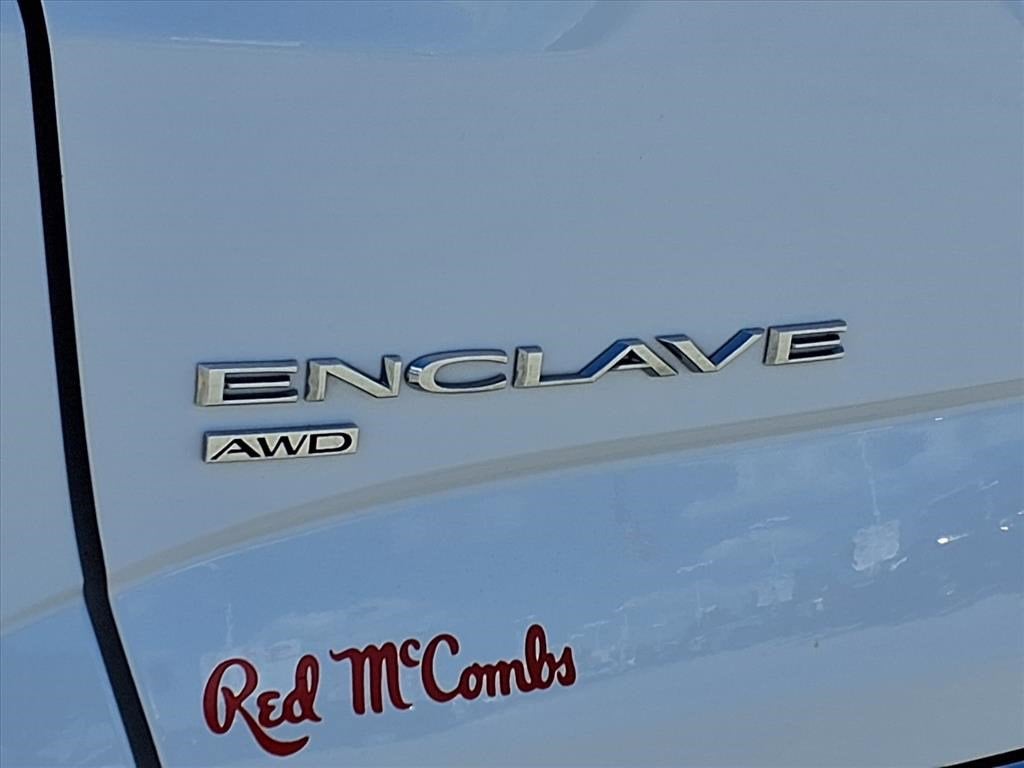 ENCLAVE
AWD
Red McCombs